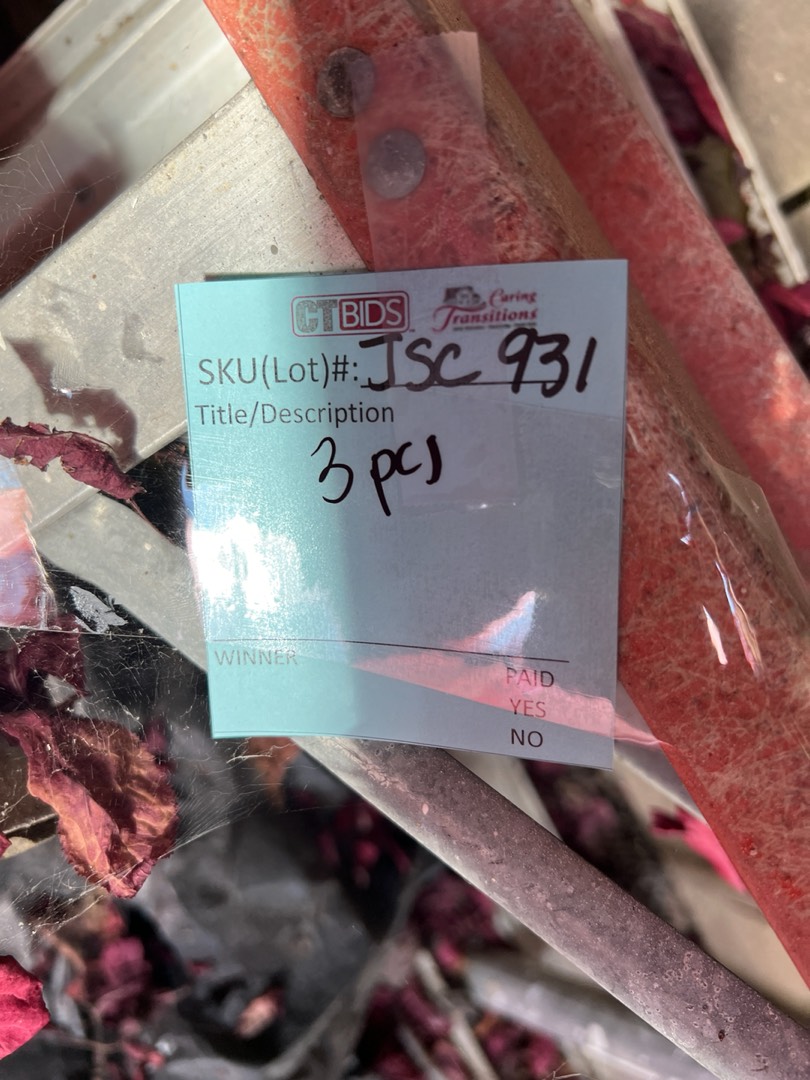 CTBIDS Caring Transitions
SKU(Lot)#: JSC 931
Title/Description
3 pcs
WINNER
PAID
YES
NO